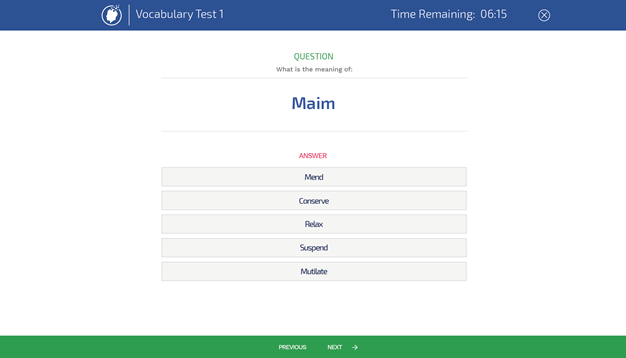 Vocabulary Test 1
Time Remaining: 06:15
QUESTION
What is the meaning of:
Maim
ANSWER
Mend
Conserve
Relax
Suspend
Mutilate
PREVIOUS
NEXT